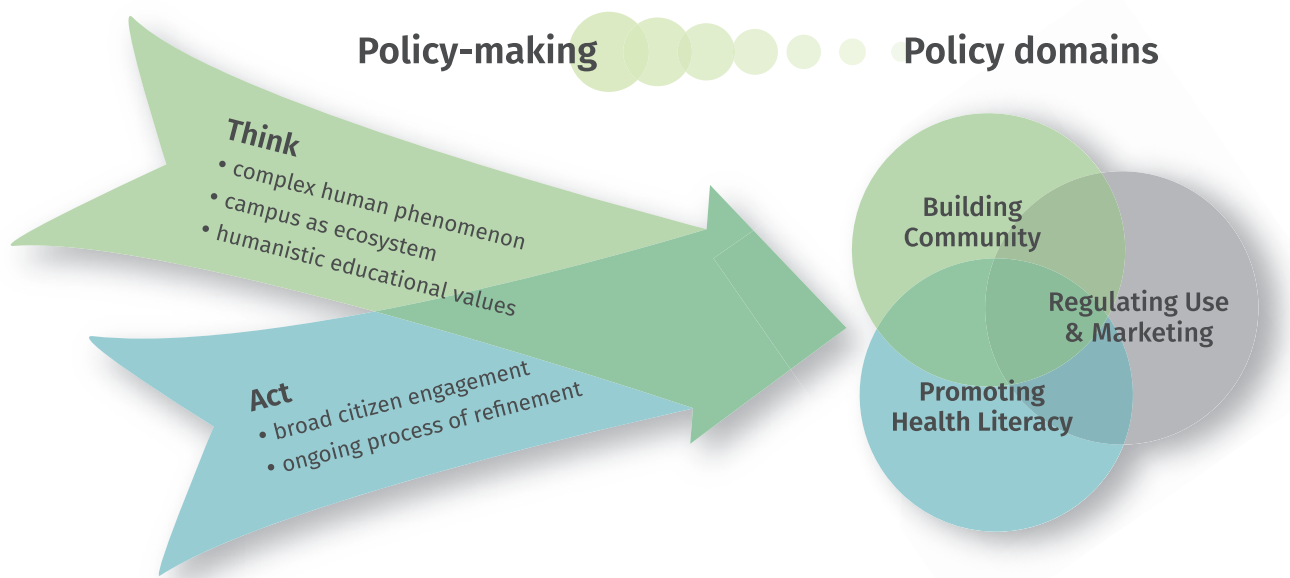 Policy-making
Policy domains
Think
• complex human phenomenon
• campus as ecosystem
• humanistic educational values
Act
• broad citizen engagement
• ongoing process of refinement
Building
Community
Regulating Use
& Marketing
Promoting
Health Literacy